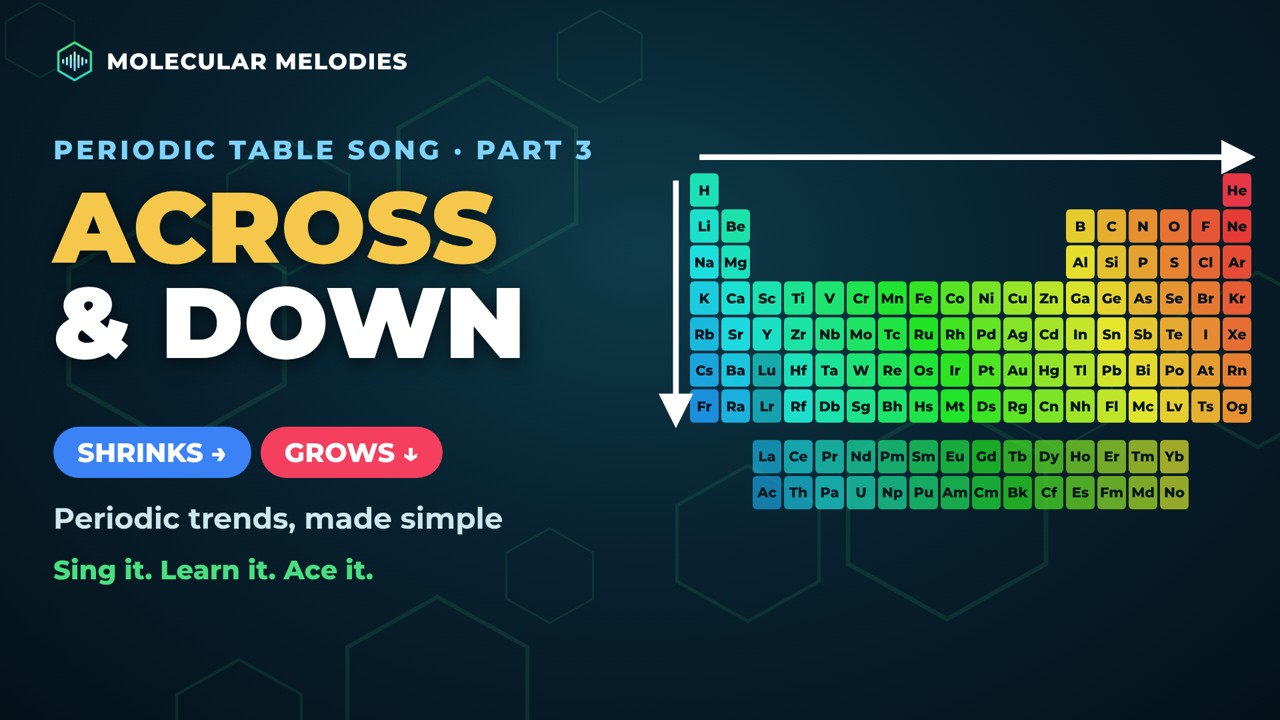 MOLECULAR MELODIES
PERIODIC TABLE SONG · PART 3
ACROSS
& DOWN
SHRINKS → GROWS ↓
Periodic trends, made simple
Sing it. Learn it. Ace it.
H He
Li Be B C N O F Ne
Na Mg Al Si P S Cl Ar
K Ca Sc Ti V Cr Mn Fe Co Ni Cu Zn Ga Ge As Se Br Kr
Rb Sr Y Zr Nb Mo Tc Ru Rh Pd Ag Cd In Sn Sb Te I Xe
Cs Ba Lu Hf Ta W Re Os Ir Pt Au Hg Tl Pb Bi Po At Rn
Fr Ra Lr Rf Db Sg Bh Hs Mt Ds Rg Cn Nh Fl Mc Lv Ts Og
La Ce Pr Nd Pm Sm Eu Gd Tb Dy Ho Er Tm Yb
Ac Th Pa U Np Pu Am Cm Bk Cf Es Fm Md No